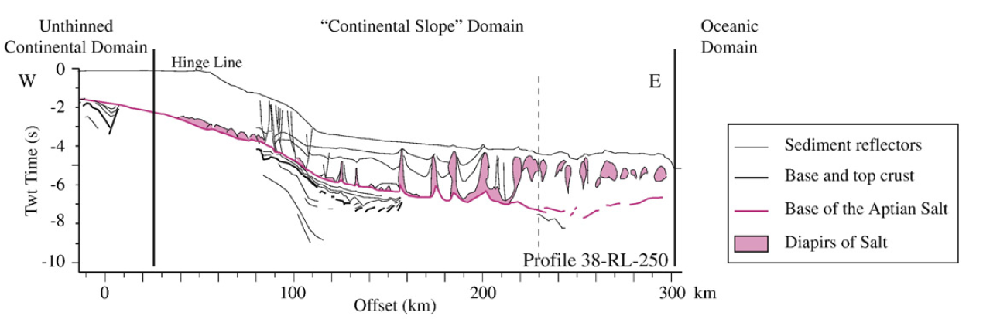 Unthinned
Continental Domain
“Continental Slope” Domain
Oceanic
Domain
Hinge Line
W
E
0
-2
-4
-6
-8
-10
Twt Time (s)
Profile 38-RL-250
0
100
200
300 km
Offset (km)
Sediment reflectors
Base and top crust
Base of the Aptian Salt
Diapirs of Salt